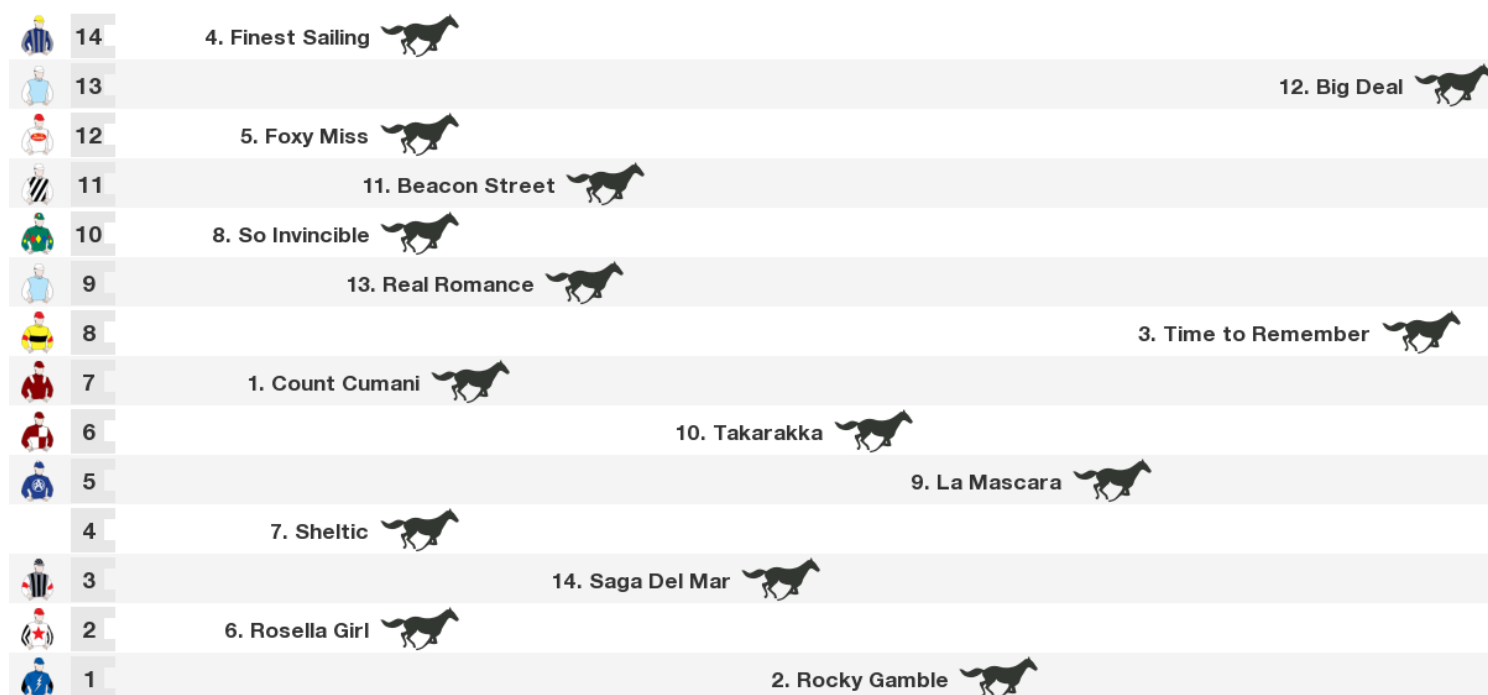 14 4. Finest Sailing
13 12. Big Deal
12 5. Foxy Miss
11 11. Beacon Street
10 8. So Invincible
9 13. Real Romance
8 3. Time to Remember
7 1. Count Cumani
6 10. Takarakka
5 9. La Mascara
4 7. Sheltic
3 14. Saga Del Mar
2 6. Rosella Girl
1 2. Rocky Gamble